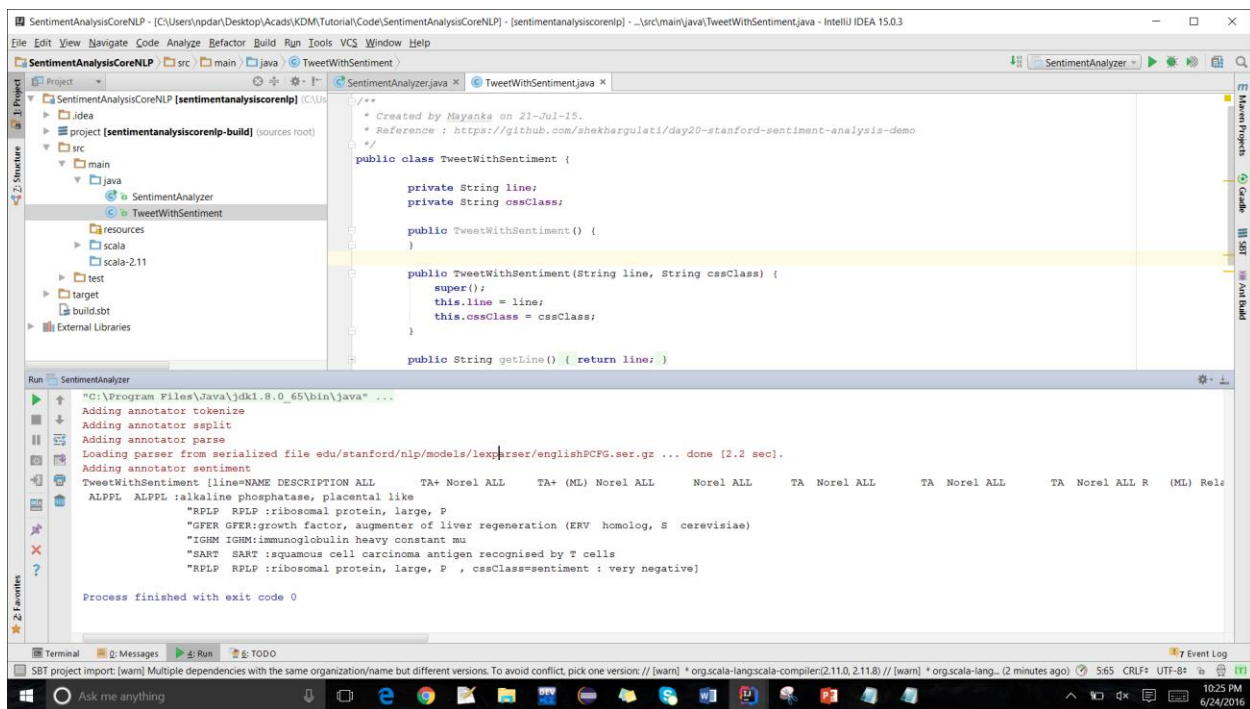 SentimentAnalysisCoreNLP - [C:\Users\npdar\Desktop\Acads\KDM\Tutorial\Code\SentimentAnalysisCoreNLP] - [sentimentanalysiscorenlp] - ...\src\main\java\TweetWithSentiment.java - IntelliJ IDEA 15.0.3
File Edit View Navigate Code Analyze Refactor Build Run Tools VCS Window Help
SentimentAnalysisCoreNLP src main java TweetWithSentiment
SentimentAnalyzer
1: Project
Z: Structure
Project
SentimentAnalysisCoreNLP [sentimentanalysiscorenlp] (C:\Us
.idea
project [sentimentanalysiscorenlp-build] (sources root)
src
main
java
SentimentAnalyzer
TweetWithSentiment
resources
scala
scala-2.11
test
target
build.sbt
External Libraries
SentimentAnalyzer.java TweetWithSentiment.java
/**
* Created by Mayanka on 21-Jul-15.
* Reference : https://github.com/shekhargulati/day20-stanford-sentiment-analysis-demo
*/
public class TweetWithSentiment {
private String line;
private String cssClass;
public TweetWithSentiment() {
}
public TweetWithSentiment(String line, String cssClass) {
super();
this.line = line;
this.cssClass = cssClass;
}
public String getLine() { return line; }
Maven Projects
Gradle
SBT
Ant Build
Run SentimentAnalyzer
"C:\Program Files\Java\jdk1.8.0_65\bin\java" ...
Adding annotator tokenize
Adding annotator ssplit
Adding annotator parse
Loading parser from serialized file edu/stanford/nlp/models/lexparser/englishPCFG.ser.gz ... done [2.2 sec].
Adding annotator sentiment
TweetWithSentiment [line=NAME DESCRIPTION ALL TA+ Norel ALL TA+ (ML) Norel ALL Norel ALL TA Norel ALL TA Norel ALL TA Norel ALL R (ML) Rela
ALPPL ALPPL :alkaline phosphatase, placental like
"RPLP RPLP :ribosomal protein, large, P
"GFER GFER:growth factor, augmenter of liver regeneration (ERV homolog, S cerevisiae)
"IGHM IGHM:immunoglobulin heavy constant mu
"SART SART :squamous cell carcinoma antigen recognised by T cells
"RPLP RPLP :ribosomal protein, large, P , cssClass=sentiment : very negative]
Process finished with exit code 0
2: Favorites
Terminal 0: Messages 4: Run 6: TODO 7 Event Log
SBT project import: [warn] Multiple dependencies with the same organization/name but different versions. To avoid conflict, pick one version: // [warn] * org.scala-lang:scala-compiler:(2.11.0, 2.11.8) // [warn] * org.scala-lang... (2 minutes ago) 5:65 CRLF UTF-8
Ask me anything
10:25 PM
6/24/2016